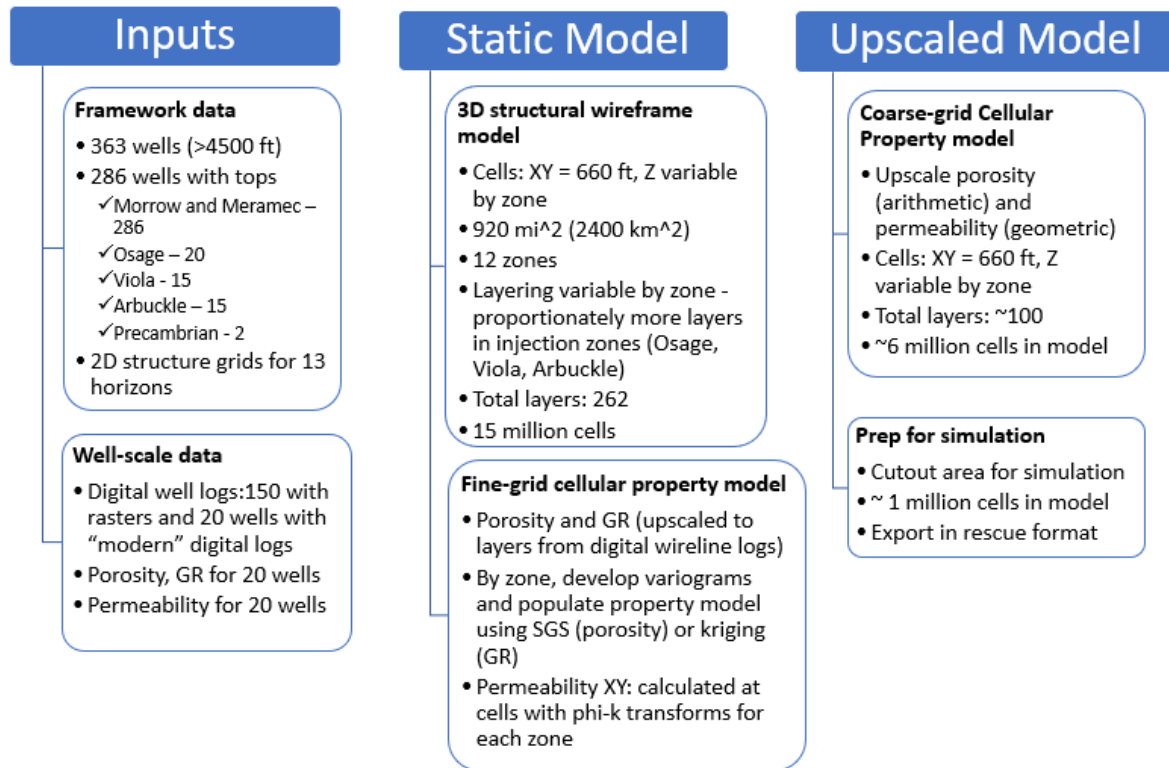 Inputs
Framework data
• 363 wells (>4500 ft)
• 286 wells with tops
✓Morrow and Meramec –
286
✓Osage – 20
✓Viola - 15
✓Arbuckle – 15
✓Precambrian - 2
• 2D structure grids for 13
horizons
Well-scale data
• Digital well logs:150 with
rasters and 20 wells with
“modern” digital logs
• Porosity, GR for 20 wells
• Permeability for 20 wells
Static Model
3D structural wireframe
model
• Cells: XY = 660 ft, Z variable
by zone
• 920 mi^2 (2400 km^2)
• 12 zones
• Layering variable by zone -
proportionately more layers
in injection zones (Osage,
Viola, Arbuckle)
• Total layers: 262
• 15 million cells
Fine-grid cellular property model
• Porosity and GR (upscaled to
layers from digital wireline logs)
• By zone, develop variograms
and populate property model
using SGS (porosity) or kriging
(GR)
• Permeability XY: calculated at
cells with phi-k transforms for
each zone
Upscaled Model
Coarse-grid Cellular
Property model
• Upscale porosity
(arithmetic) and
permeability (geometric)
• Cells: XY = 660 ft, Z
variable by zone
• Total layers: ~100
• ~6 million cells in model
Prep for simulation
• Cutout area for simulation
• ~ 1 million cells in model
• Export in rescue format